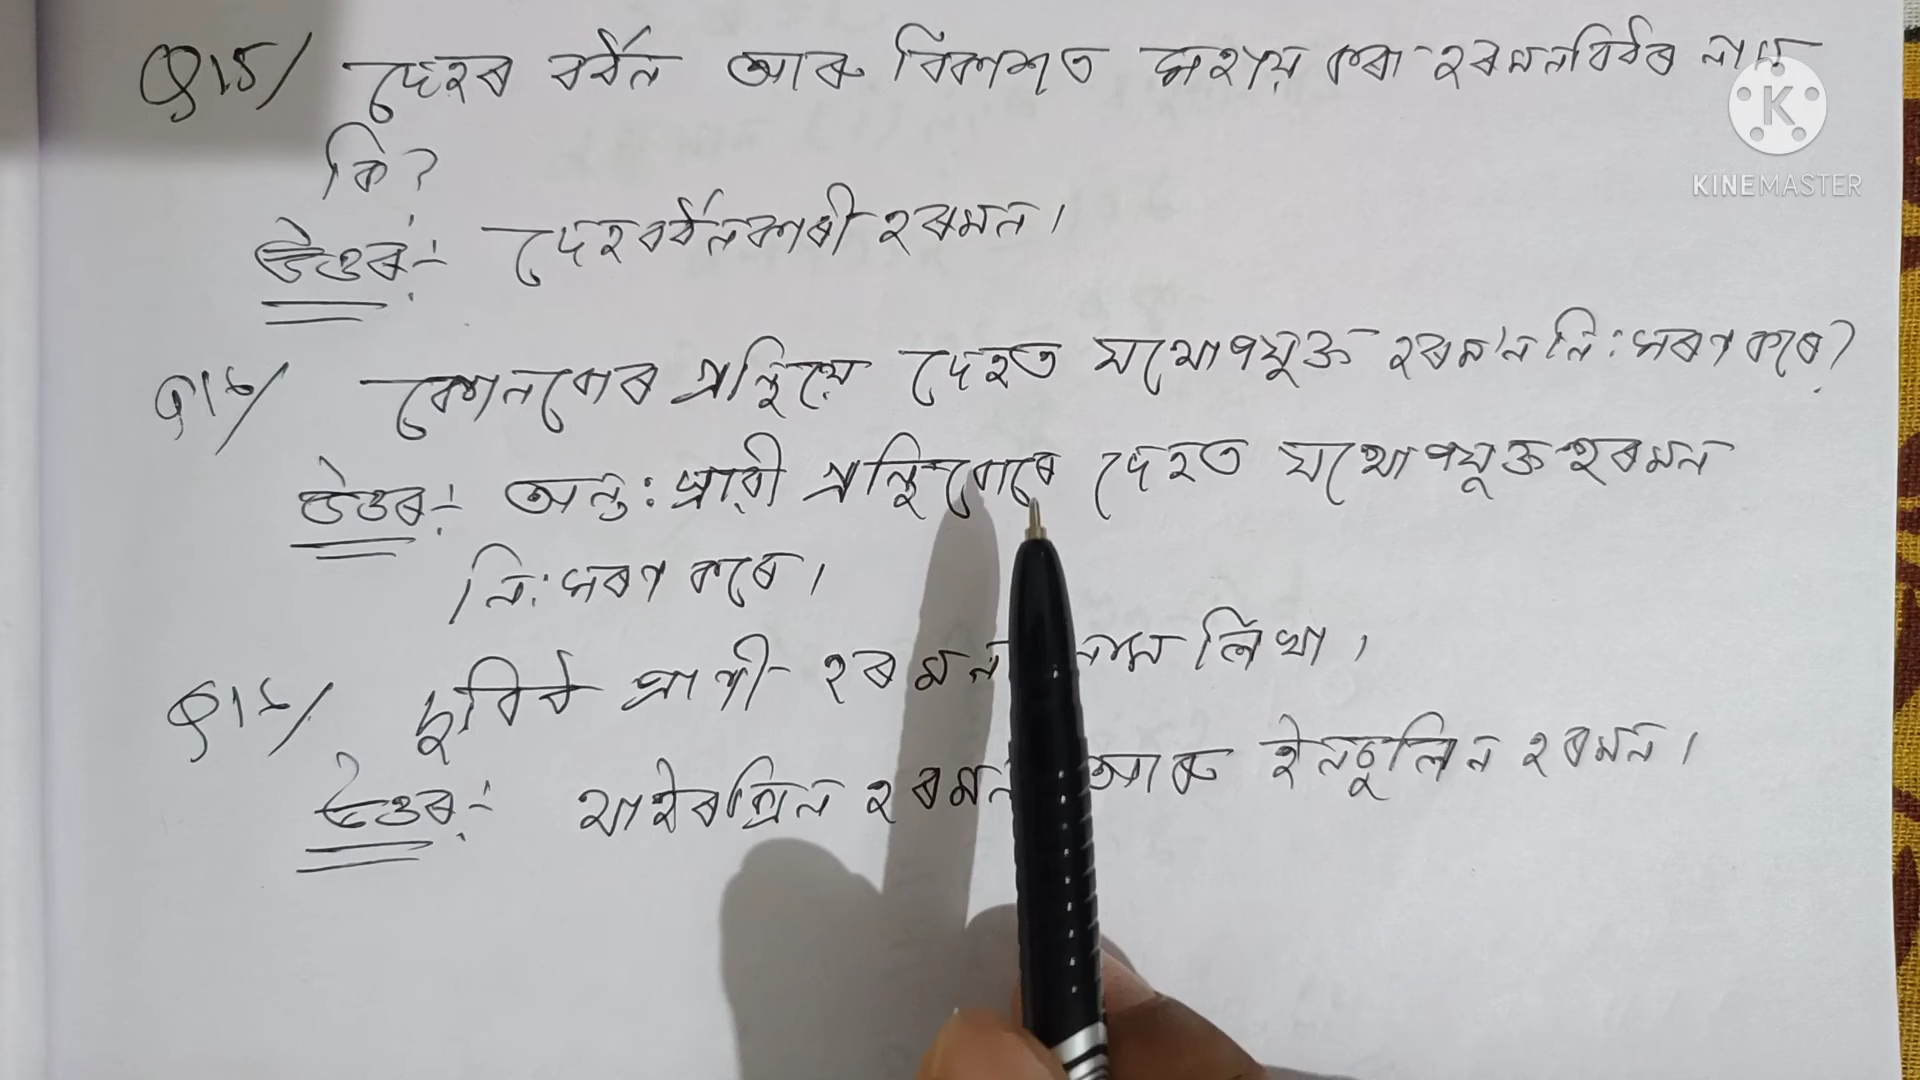 Q15/ দেহৰ বৰ্ধন আৰু বিকাশত সহায় কৰা হৰমনবিধৰ নাম
কি?
উত্তৰ:- দেহবৰ্ধনকাৰী হৰমন।
KINEMASTER
Q16/ কোনবোৰ গ্ৰন্থিয়ে দেহত যথোপযুক্ত হৰম'ন নি:সৰণ কৰে?
উত্তৰ:- অন্ত:স্ৰাৱী গ্ৰন্থিবোৰে দেহত যথোপযুক্ত হৰমন
নি:সৰণ কৰে।
দুবিধ প্ৰাণী হৰমন নাম লিখা।
উত্তৰ:- থাইৰক্সিন হৰমন আৰু ইনচুলিন হৰমন।